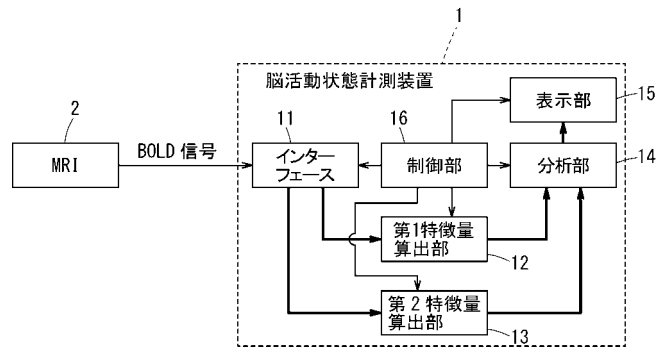 1
脳活動状態計測装置
2
MRI
BOLD 信号
11
インター
フェース
16
制御部
15
表示部
14
分析部
第1特徴量
算出部
12
第2特徴量
算出部
13